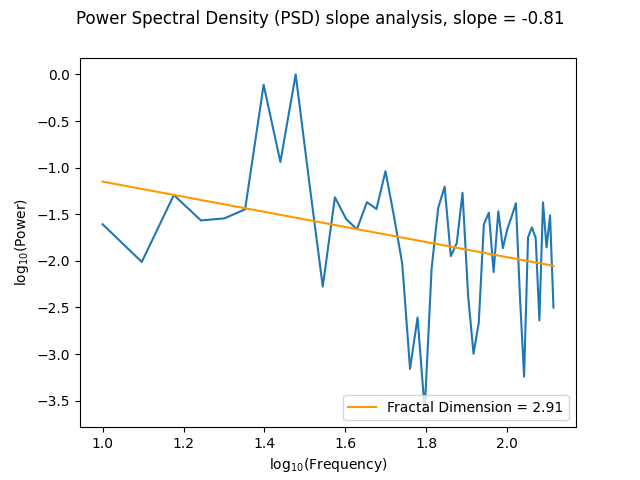 Power Spectral Density (PSD) slope analysis, slope = -0.81
0.0
−0.5
−1.0
−1.5
−2.0
−2.5
−3.0
−3.5
log₁₀(Power)
Fractal Dimension = 2.91
1.0 1.2 1.4 1.6 1.8 2.0
log₁₀(Frequency)